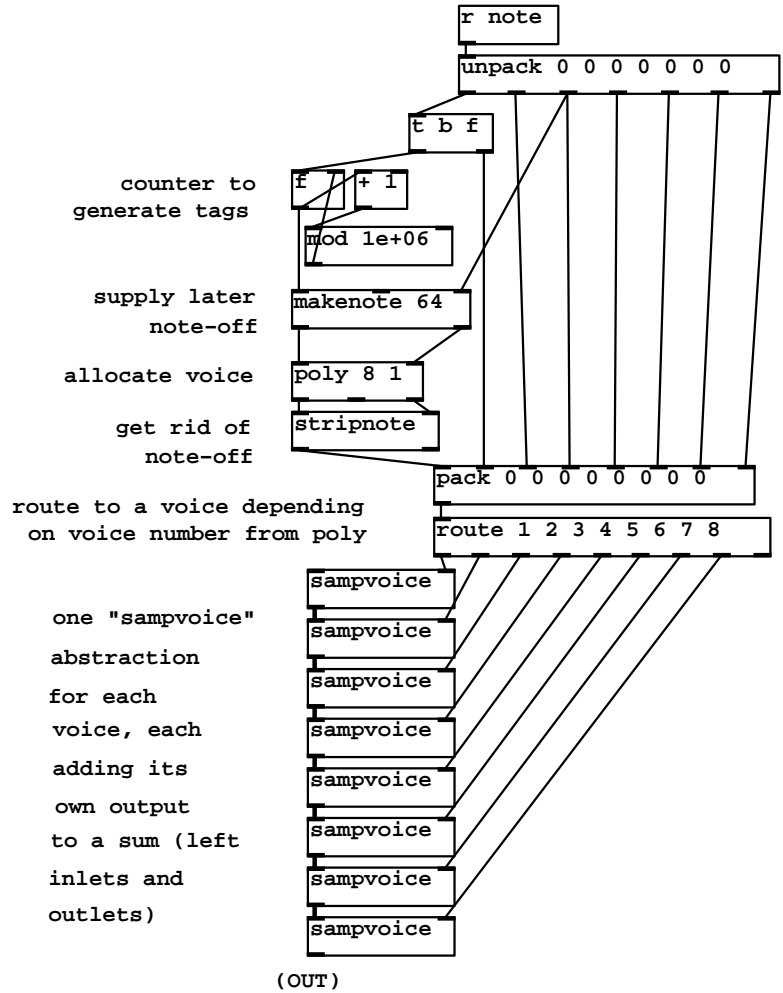 r note
unpack 0 0 0 0 0 0 0
t b f
counter to
generate tags
f
+ 1
mod 1e+06
supply later
note-off
makenote 64
allocate voice
poly 8 1
get rid of
note-off
stripnote
pack 0 0 0 0 0 0 0 0
route to a voice depending
on voice number from poly
route 1 2 3 4 5 6 7 8
sampvoice
one "sampvoice"
sampvoice
abstraction
sampvoice
for each
voice, each
sampvoice
adding its
sampvoice
own output
sampvoice
to a sum (left
inlets and
sampvoice
outlets)
sampvoice
(OUT)